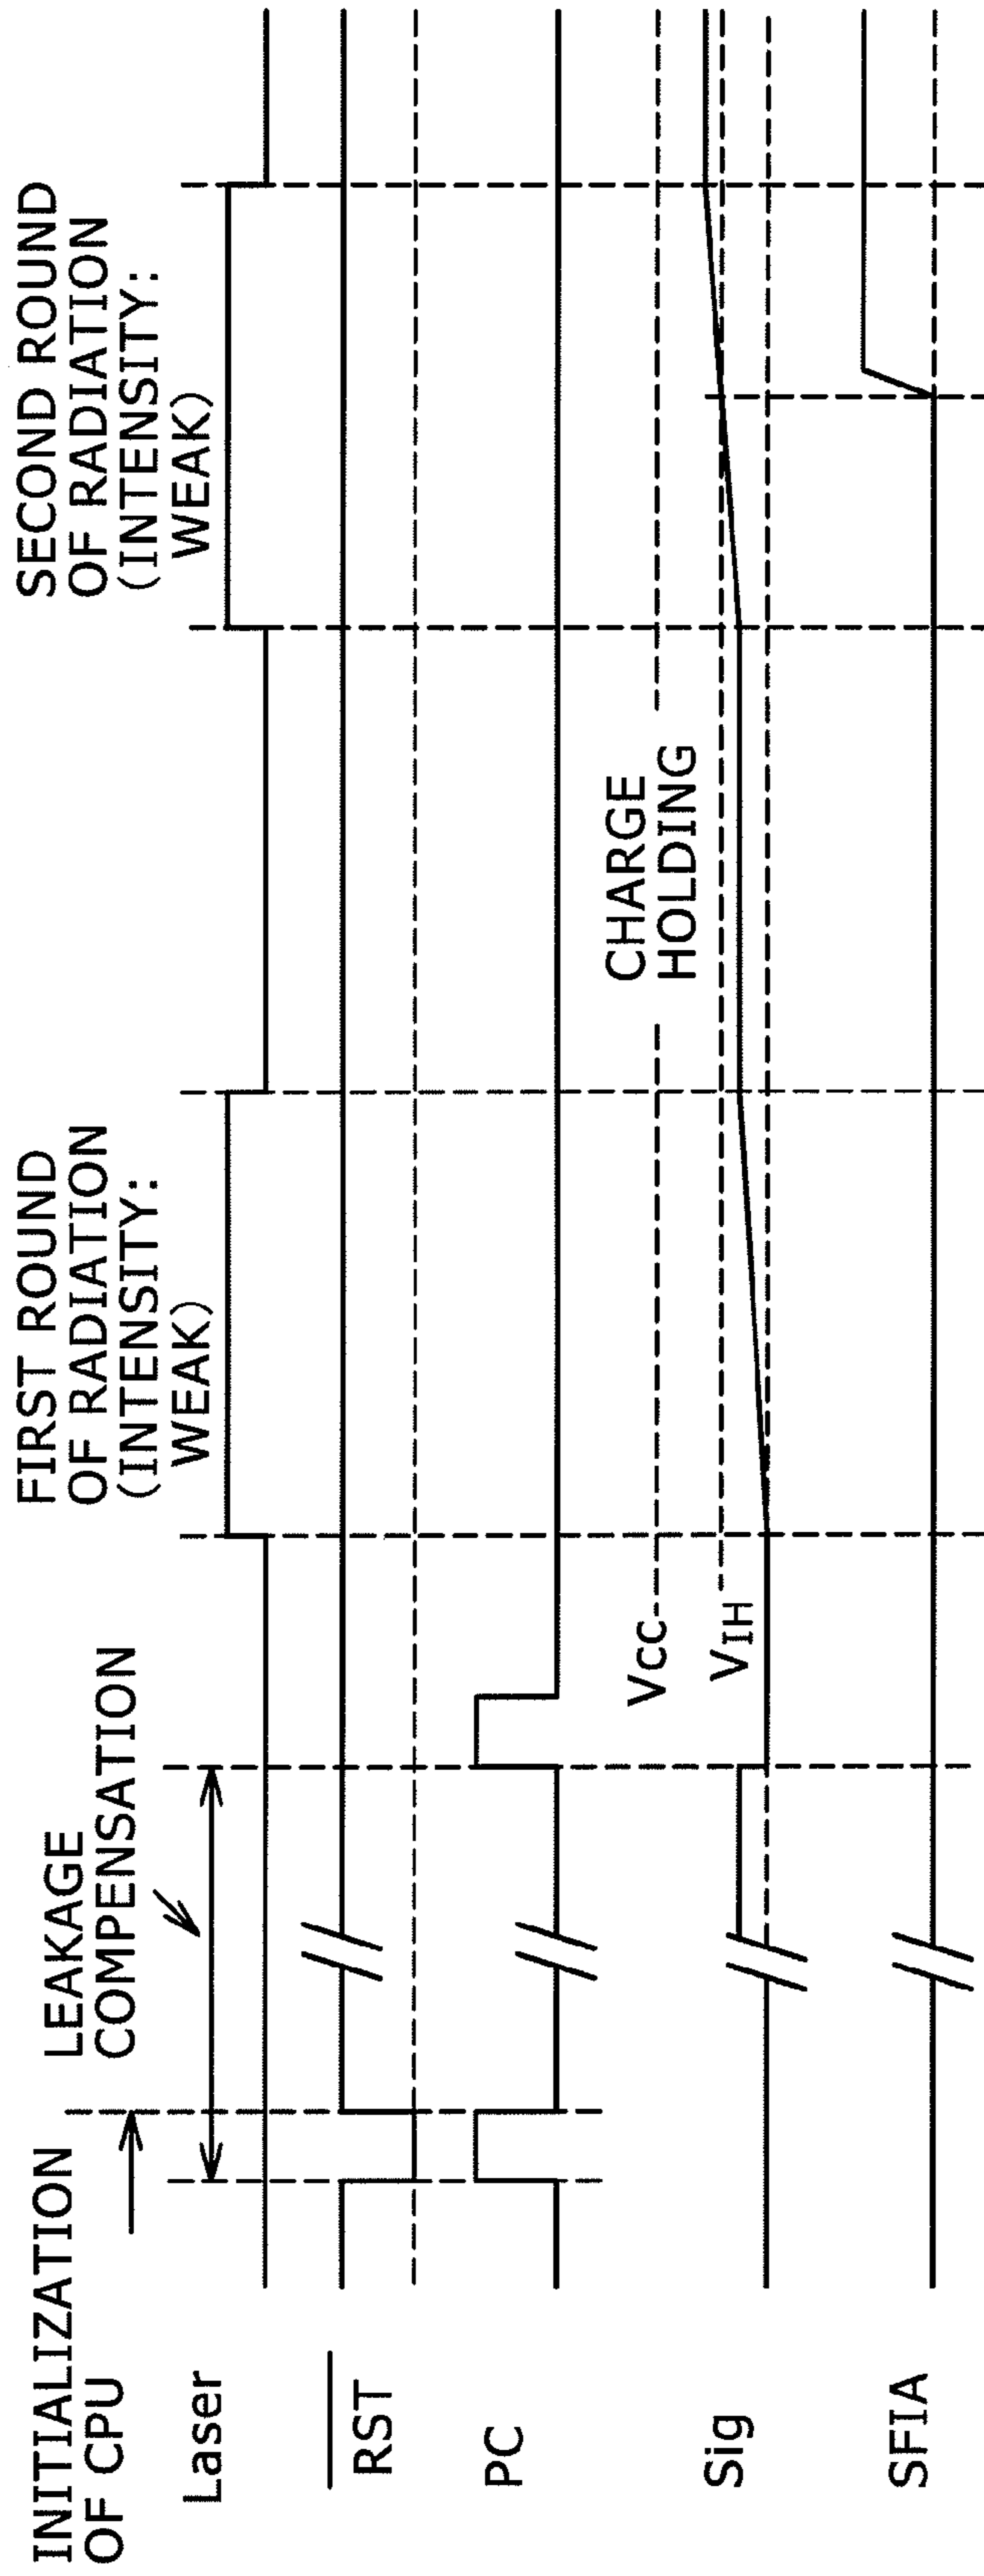 INITIALIZATION
OF CPU
LEAKAGE
COMPENSATION
FIRST ROUND
OF RADIATION
(INTENSITY:
WEAK)
SECOND ROUND
OF RADIATION
(INTENSITY:
WEAK)
Laser
RST
PC
VCC
VIH
CHARGE
HOLDING
Sig
SFIA